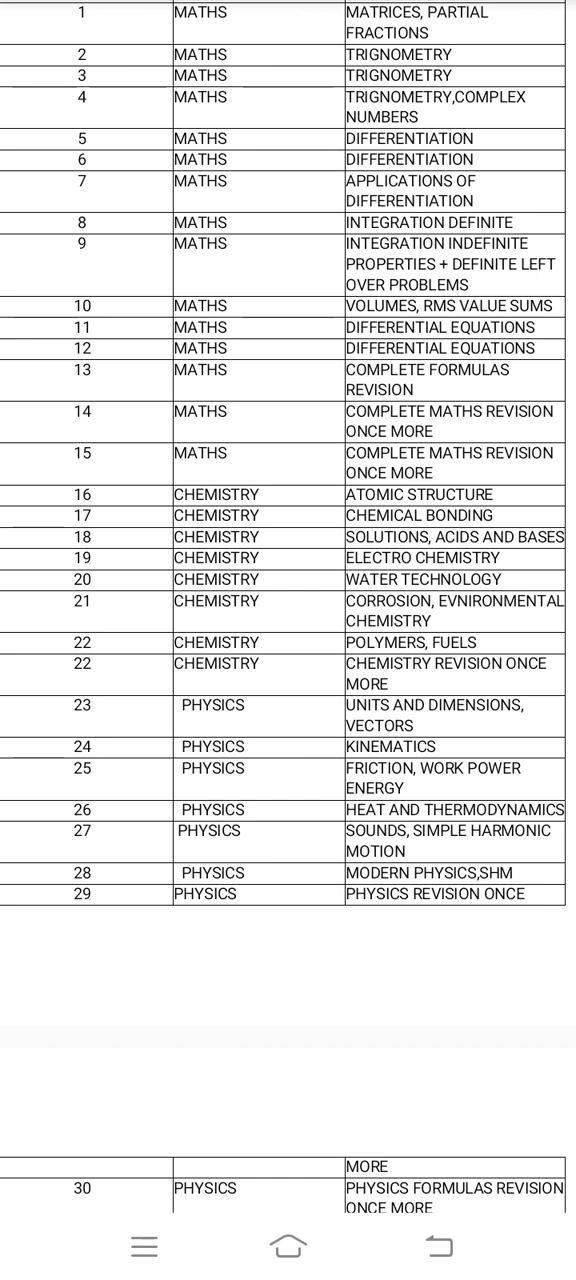 1 MATHS MATRICES, PARTIAL
FRACTIONS
2 MATHS TRIGNOMETRY
3 MATHS TRIGNOMETRY
4 MATHS TRIGNOMETRY,COMPLEX
NUMBERS
5 MATHS DIFFERENTIATION
6 MATHS DIFFERENTIATION
7 MATHS APPLICATIONS OF
DIFFERENTIATION
8 MATHS INTEGRATION DEFINITE
9 MATHS INTEGRATION INDEFINITE
PROPERTIES + DEFINITE LEFT
OVER PROBLEMS
10 MATHS VOLUMES, RMS VALUE SUMS
11 MATHS DIFFERENTIAL EQUATIONS
12 MATHS DIFFERENTIAL EQUATIONS
13 MATHS COMPLETE FORMULAS
REVISION
14 MATHS COMPLETE MATHS REVISION
ONCE MORE
15 MATHS COMPLETE MATHS REVISION
ONCE MORE
16 CHEMISTRY ATOMIC STRUCTURE
17 CHEMISTRY CHEMICAL BONDING
18 CHEMISTRY SOLUTIONS, ACIDS AND BASES
19 CHEMISTRY ELECTRO CHEMISTRY
20 CHEMISTRY WATER TECHNOLOGY
21 CHEMISTRY CORROSION, EVNIRONMENTAL
CHEMISTRY
22 CHEMISTRY POLYMERS, FUELS
22 CHEMISTRY CHEMISTRY REVISION ONCE
MORE
23 PHYSICS UNITS AND DIMENSIONS,
VECTORS
24 PHYSICS KINEMATICS
25 PHYSICS FRICTION, WORK POWER
ENERGY
26 PHYSICS HEAT AND THERMODYNAMICS
27 PHYSICS SOUNDS, SIMPLE HARMONIC
MOTION
28 PHYSICS MODERN PHYSICS,SHM
29 PHYSICS PHYSICS REVISION ONCE
MORE
30 PHYSICS PHYSICS FORMULAS REVISION
ONCE MORE